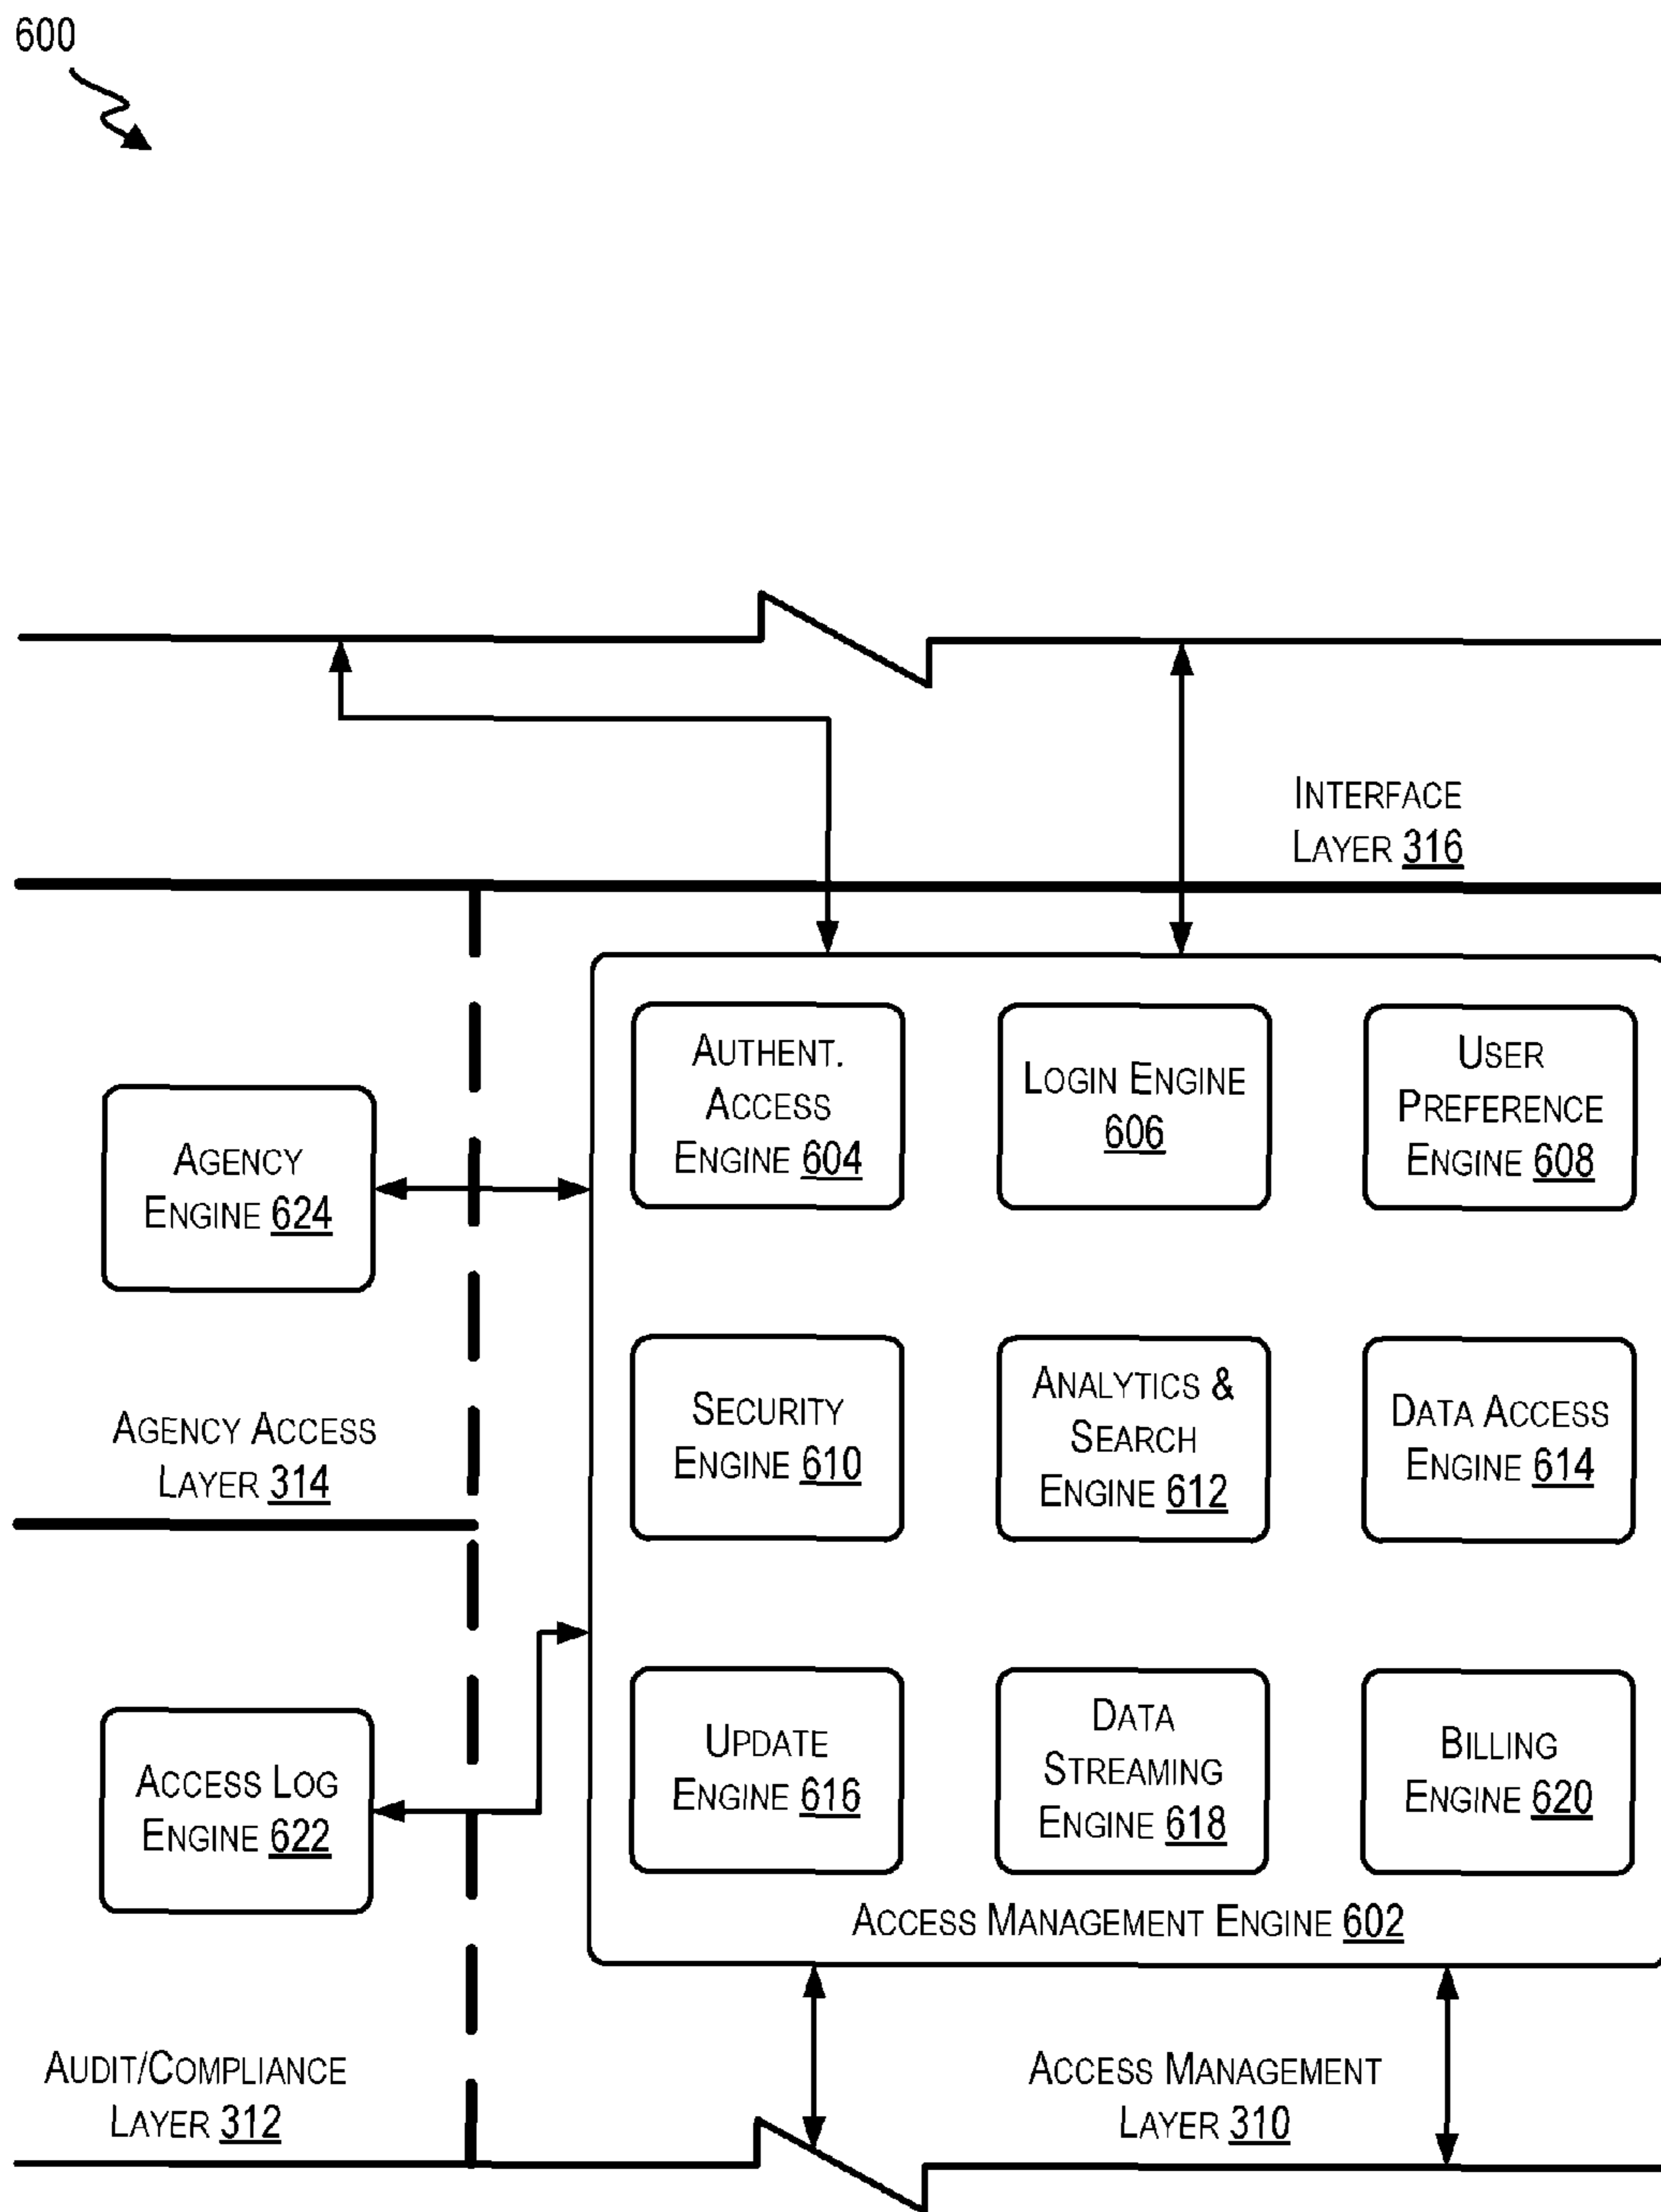 600
INTERFACE
LAYER 316
AUTHENT.
ACCESS
ENGINE 604
LOGIN ENGINE
606
USER
PREFERENCE
ENGINE 608
AGENCY
ENGINE 624
SECURITY
ENGINE 610
ANALYTICS &
SEARCH
ENGINE 612
DATA ACCESS
ENGINE 614
AGENCY ACCESS
LAYER 314
UPDATE
ENGINE 616
DATA
STREAMING
ENGINE 618
BILLING
ENGINE 620
ACCESS LOG
ENGINE 622
ACCESS MANAGEMENT ENGINE 602
AUDIT/COMPLIANCE
LAYER 312
ACCESS MANAGEMENT
LAYER 310